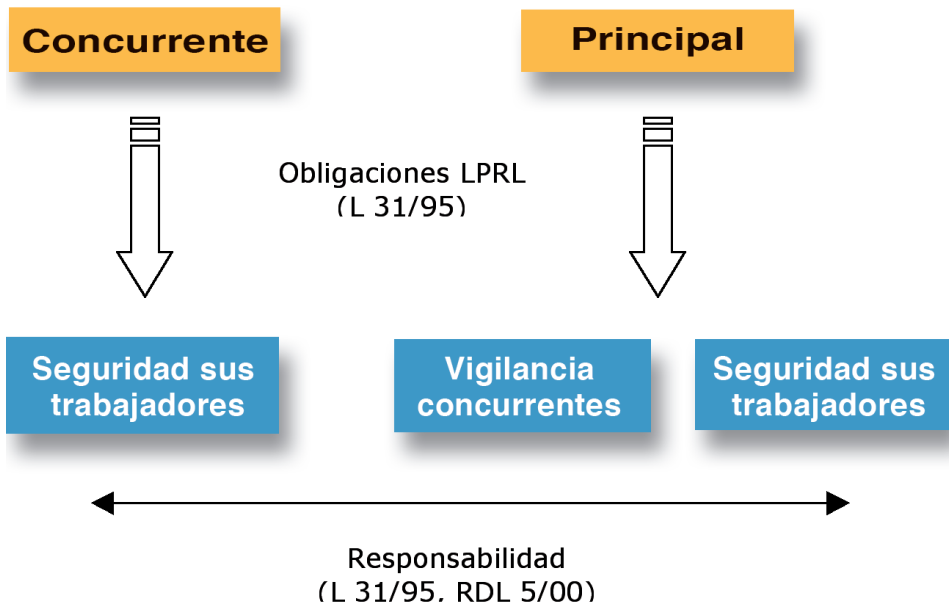 Concurrente
Principal
Obligaciones LPRL
(L 31/95)
Seguridad sus
trabajadores
Vigilancia
concurrentes
Seguridad sus
trabajadores
Responsabilidad
(L 31/95, RDL 5/00)